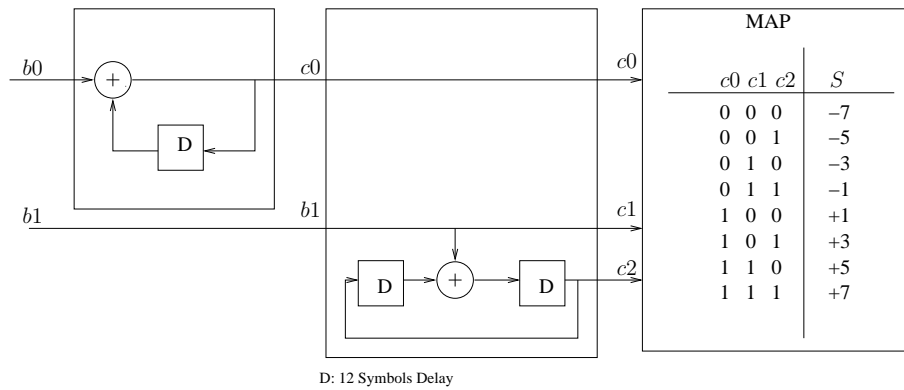 MAP
b0 + c0 c0 c0 c1 c2 S
D
0 0 0 −7
0 0 1 −5
0 1 0 −3
0 1 1 −1
b1 b1 c1 1 0 0 +1
1 0 1 +3
c2 1 1 0 +5
D + D 1 1 1 +7
D: 12 Symbols Delay